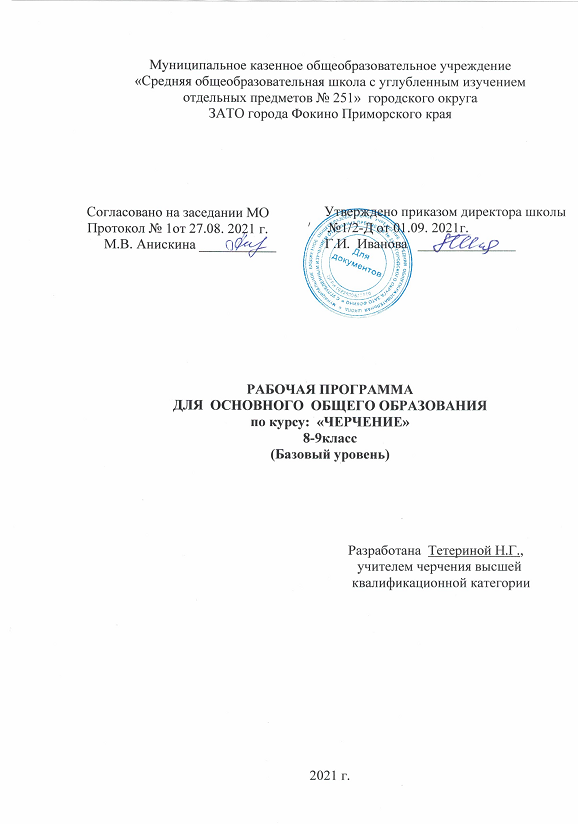 Муниципальное казенное общеобразовательное учреждение
«Средняя общеобразовательная школа с углубленным изучением
отдельных предметов № 251» городского округа
ЗАТО города Фокино Приморского края
Согласовано на заседании МО
Протокол № 1от 27.08. 2021 г.
М.В. Анискина
Утверждено приказом директора школы
№1/2-Д от 01.09. 2021г.
Г.И. Иванова
Для
документов
РАБОЧАЯ ПРОГРАММА
ДЛЯ ОСНОВНОГО ОБЩЕГО ОБРАЗОВАНИЯ
по курсу: «ЧЕРЧЕНИЕ»
8-9класс
(Базовый уровень)
Разработана Тетериной Н.Г.,
учителем черчения высшей
квалификационной категории
2021 г.